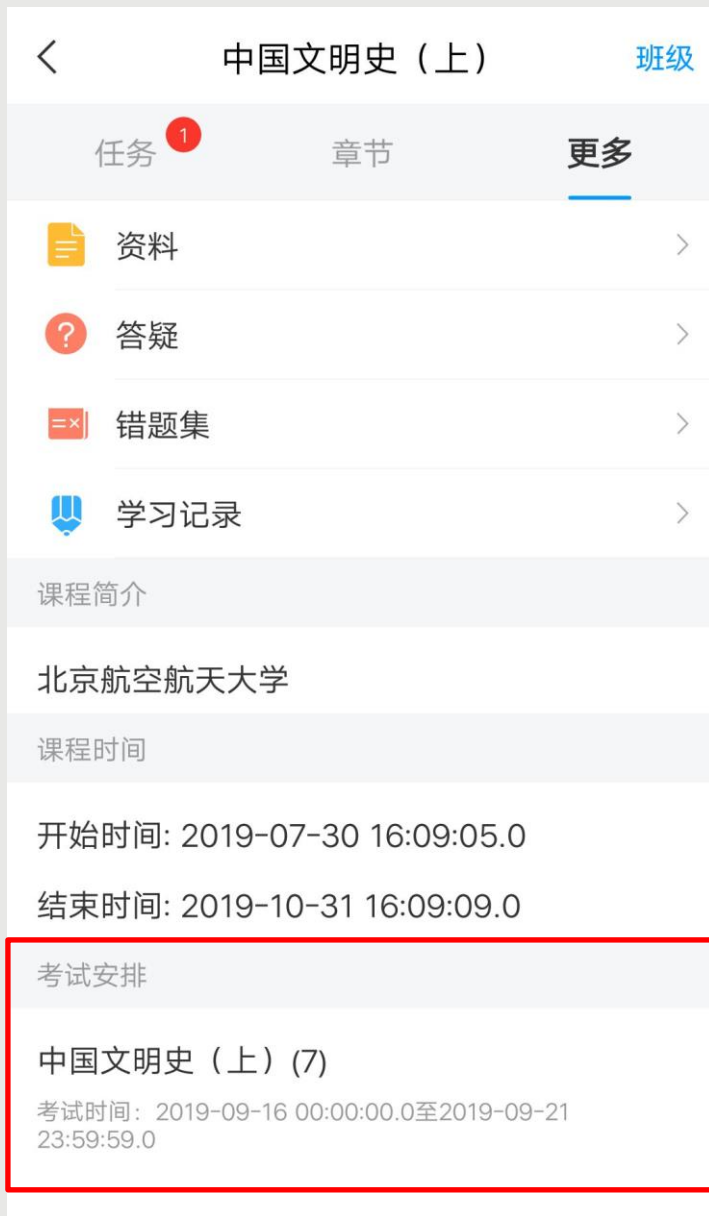 中国文明史（上）
班级
任务
1
章节
更多
资料
?
答疑
=×
错题集
学习记录
课程简介
北京航空航天大学
课程时间
开始时间: 2019-07-30 16:09:05.0
结束时间: 2019-10-31 16:09:09.0
考试安排
中国文明史（上）(7)
考试时间：2019-09-16 00:00:00.0至2019-09-21
23:59:59.0